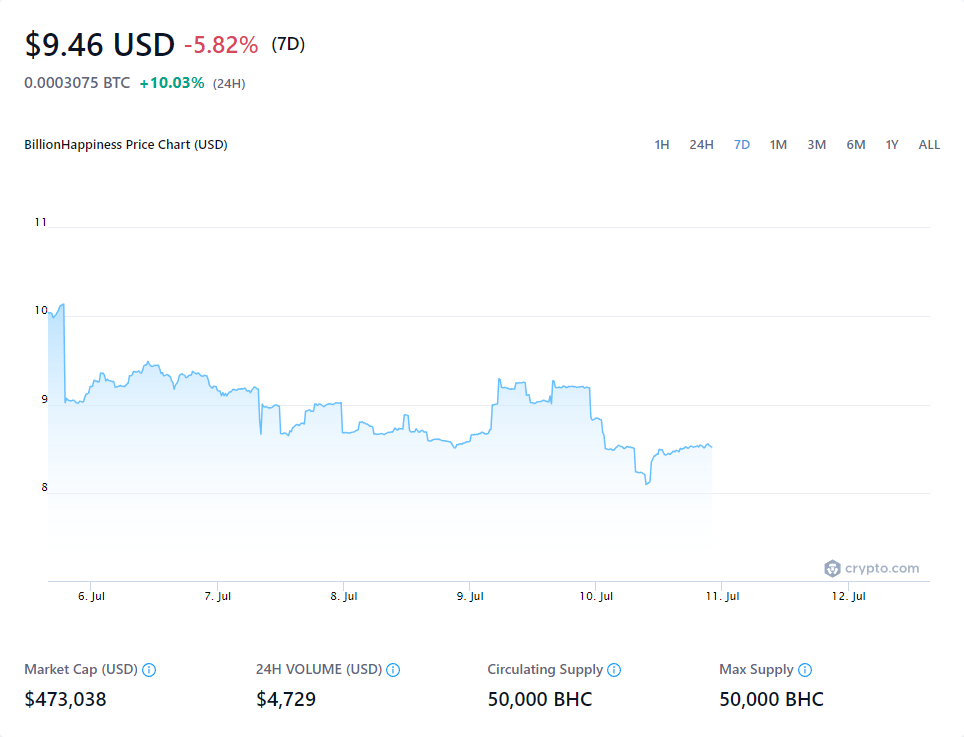 $9.46 USD -5.82% (7D)
0.0003075 BTC +10.03% (24H)
BillionHappiness Price Chart (USD)
1H 24H 7D 1M 3M 6M 1Y ALL
11
10
9
8
crypto.com
6. Jul 7. Jul 8. Jul 9. Jul 10. Jul 11. Jul 12. Jul
Market Cap (USD) 24H VOLUME (USD) Circulating Supply Max Supply
$473,038 $4,729 50,000 BHC 50,000 BHC